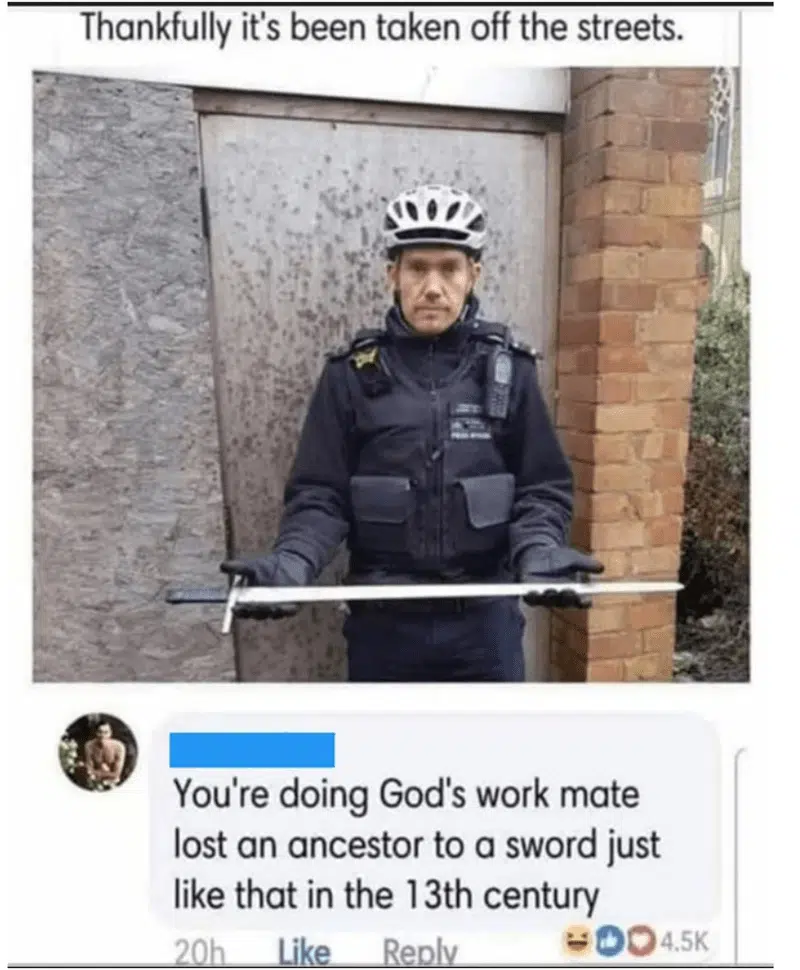 Thankfully it's been taken off the streets.
You're doing God's work mate
lost an ancestor to a sword just
like that in the 13th century
20h Like Reply
4.5K